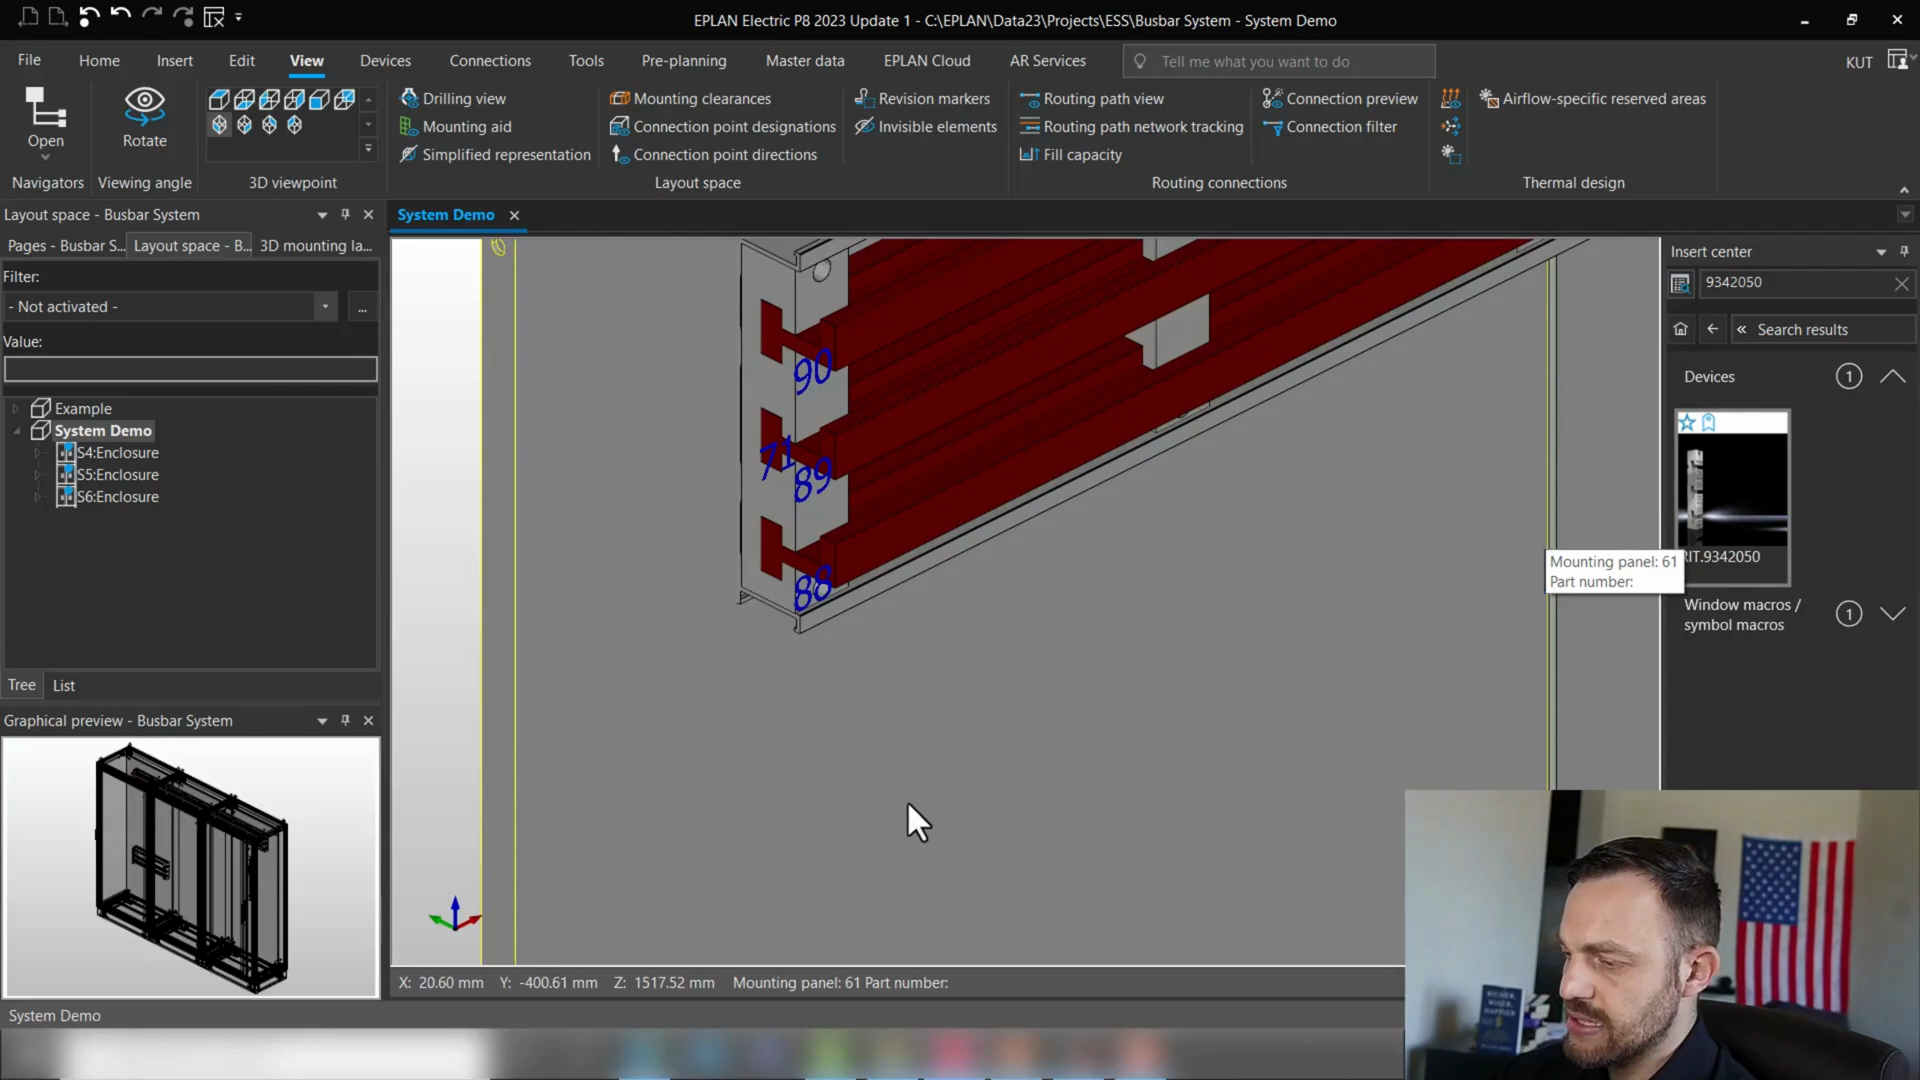 EPLAN Electric P8 2023 Update 1 - C:\EPLAN\Data23\Projects\ESS\Busbar System - System Demo
File Home Insert Edit View Devices Connections Tools Pre-planning Master data EPLAN Cloud AR Services Tell me what you want to do KUT
Open
Navigators
Rotate
Viewing angle
3D viewpoint
Drilling view
Mounting aid
Simplified representation
Mounting clearances
Connection point designations
Connection point directions
Revision markers
Invisible elements
Layout space
Routing path view
Routing path network tracking
Fill capacity
Connection preview
Connection filter
Routing connections
Airflow-specific reserved areas
Thermal design
Layout space - Busbar System
Pages - Busbar S... Layout space - B... 3D mounting la...
Filter:
- Not activated -
...
Value:
Example
System Demo
S4:Enclosure
S5:Enclosure
S6:Enclosure
Tree List
Graphical preview - Busbar System
System Demo
System Demo
90
71
89
88
Mounting panel: 61
Part number:
X: 20.60 mm Y: -400.61 mm Z: 1517.52 mm Mounting panel: 61 Part number:
Insert center
9342050
« Search results
Devices 1
RIT.9342050
Window macros /
symbol macros
1
RICHER,
WISER,
HAPPIER